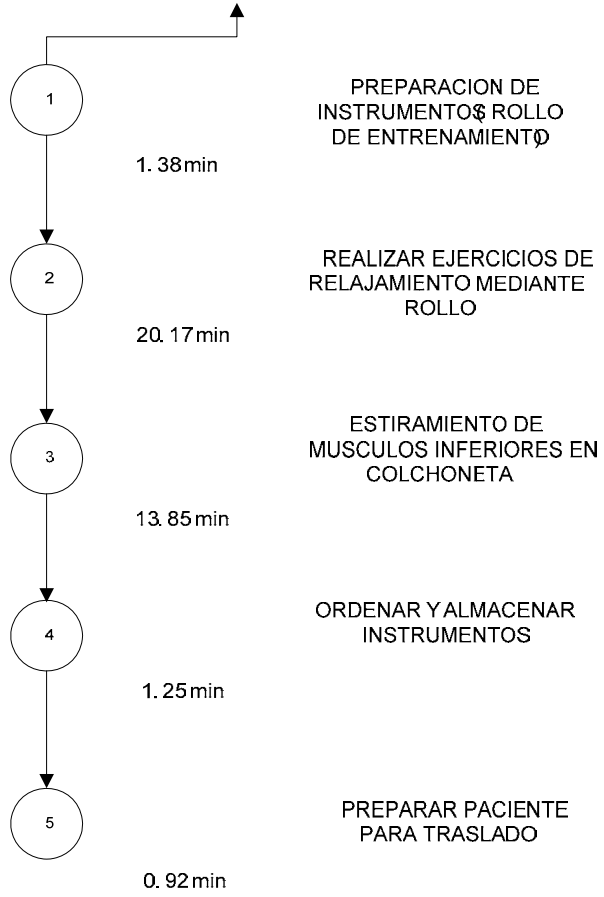 1
PREPARACION DE
INSTRUMENTOS( ROLLO
DE ENTRENAMIENTO)
1.38 min
2
REALIZAR EJERCICIOS DE
RELAJAMIENTO MEDIANTE
ROLLO
20.17 min
3
ESTIRAMIENTO DE
MUSCULOS INFERIORES EN
COLCHONETA
13.85 min
4
ORDENAR Y ALMACENAR
INSTRUMENTOS
1.25 min
5
PREPARAR PACIENTE
PARA TRASLADO
0.92 min